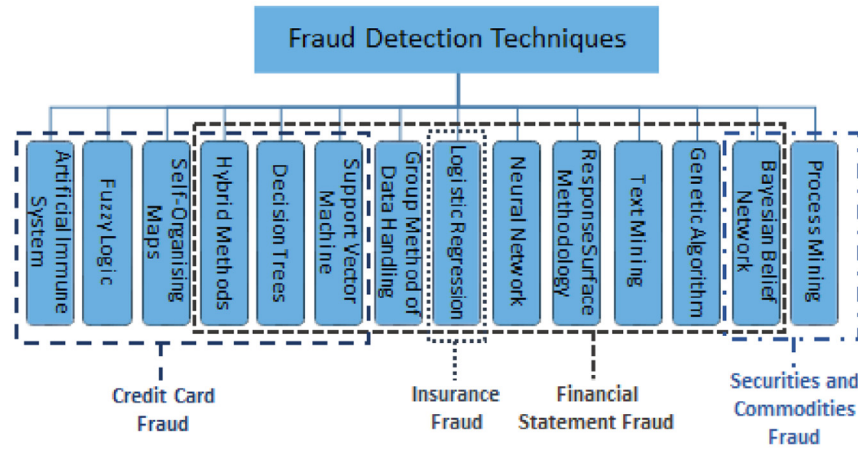 Fraud Detection Techniques
Artificial Immune
System
Fuzzy Logic
Self-Organising
Maps
Hybrid Methods
Decision Trees
Support Vector
Machine
Group Method of
Data Handling
Logistic Regression
Neural Network
Response Surface
Methodology
Text Mining
Genetic Algorithm
Bayesian Belief
Network
Process Mining
Credit Card
Fraud
Insurance
Fraud
Financial
Statement Fraud
Securities and
Commodities
Fraud